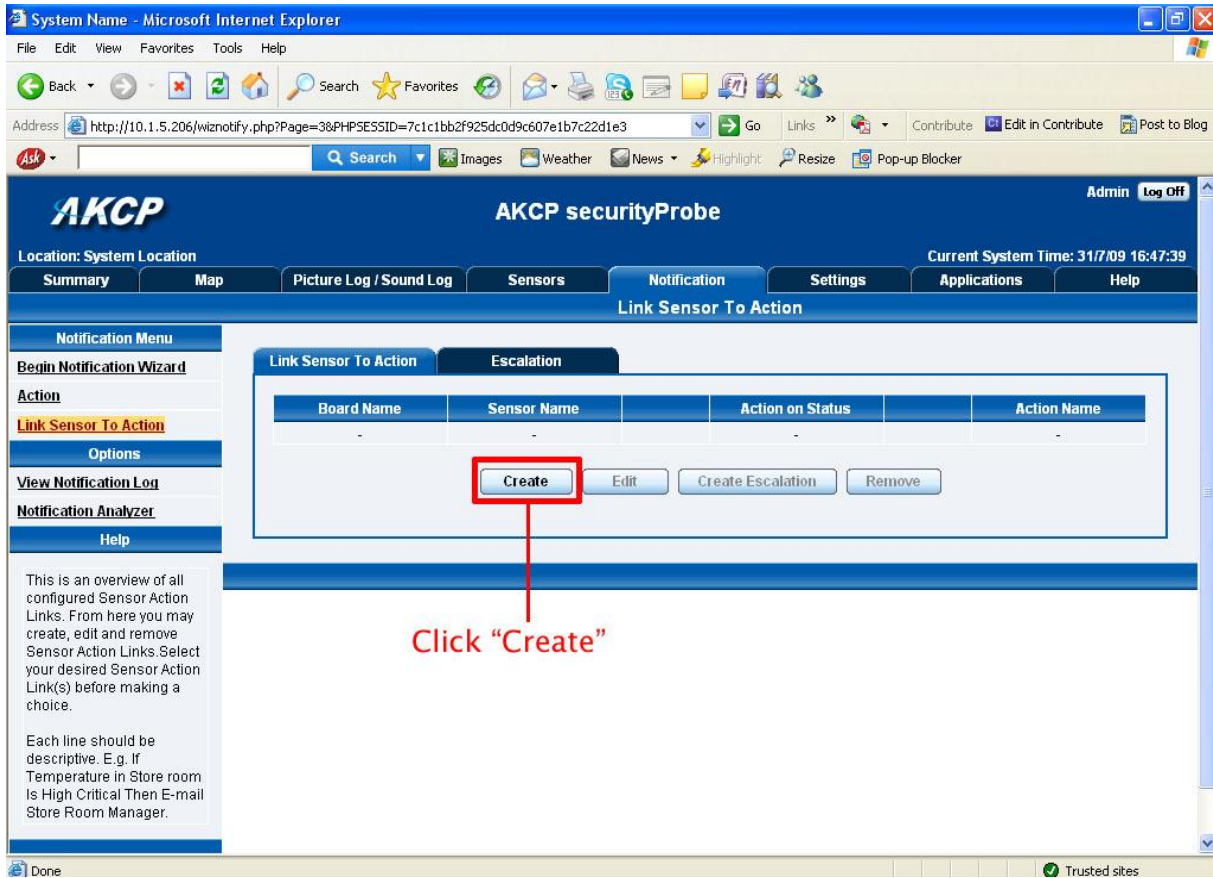 System Name - Microsoft Internet Explorer
File Edit View Favorites Tools Help
Back Search Favorites
Address http://10.1.5.206/wiznotify.php?Page=3&PHPSESSID=7c1c1bb2f925dc0d9c607e1b7c22d1e3 Go Links » Contribute Edit in Contribute Post to Blog
Ask Search Images Weather News Highlight Resize Pop-up Blocker
Admin Log Off
AKCP AKCP securityProbe
Location: System Location Current System Time: 31/7/09 16:47:39
Summary Map Picture Log / Sound Log Sensors Notification Settings Applications Help
Link Sensor To Action
Notification Menu
Begin Notification Wizard
Action
Link Sensor To Action
Options
View Notification Log
Notification Analyzer
Help
This is an overview of all
configured Sensor Action
Links. From here you may
create, edit and remove
Sensor Action Links.Select
your desired Sensor Action
Link(s) before making a
choice.
Each line should be
descriptive. E.g. If
Temperature in Store room
Is High Critical Then E-mail
Store Room Manager.
Link Sensor To Action Escalation
Board Name Sensor Name Action on Status Action Name
- - - -
Create Edit Create Escalation Remove
Click “Create”
Done Trusted sites